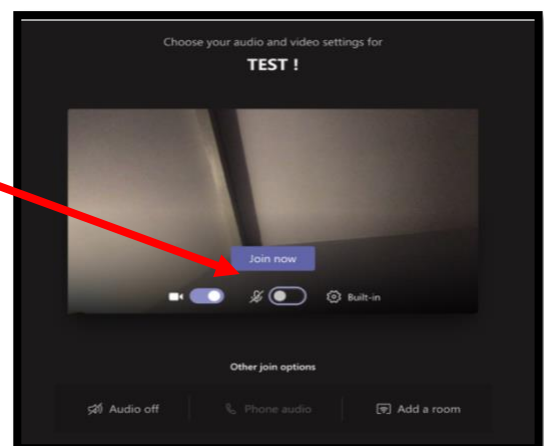 Choose your audio and video settings for
TEST !
Join now
Built-in
Other join options
Audio off
Phone audio
Add a room